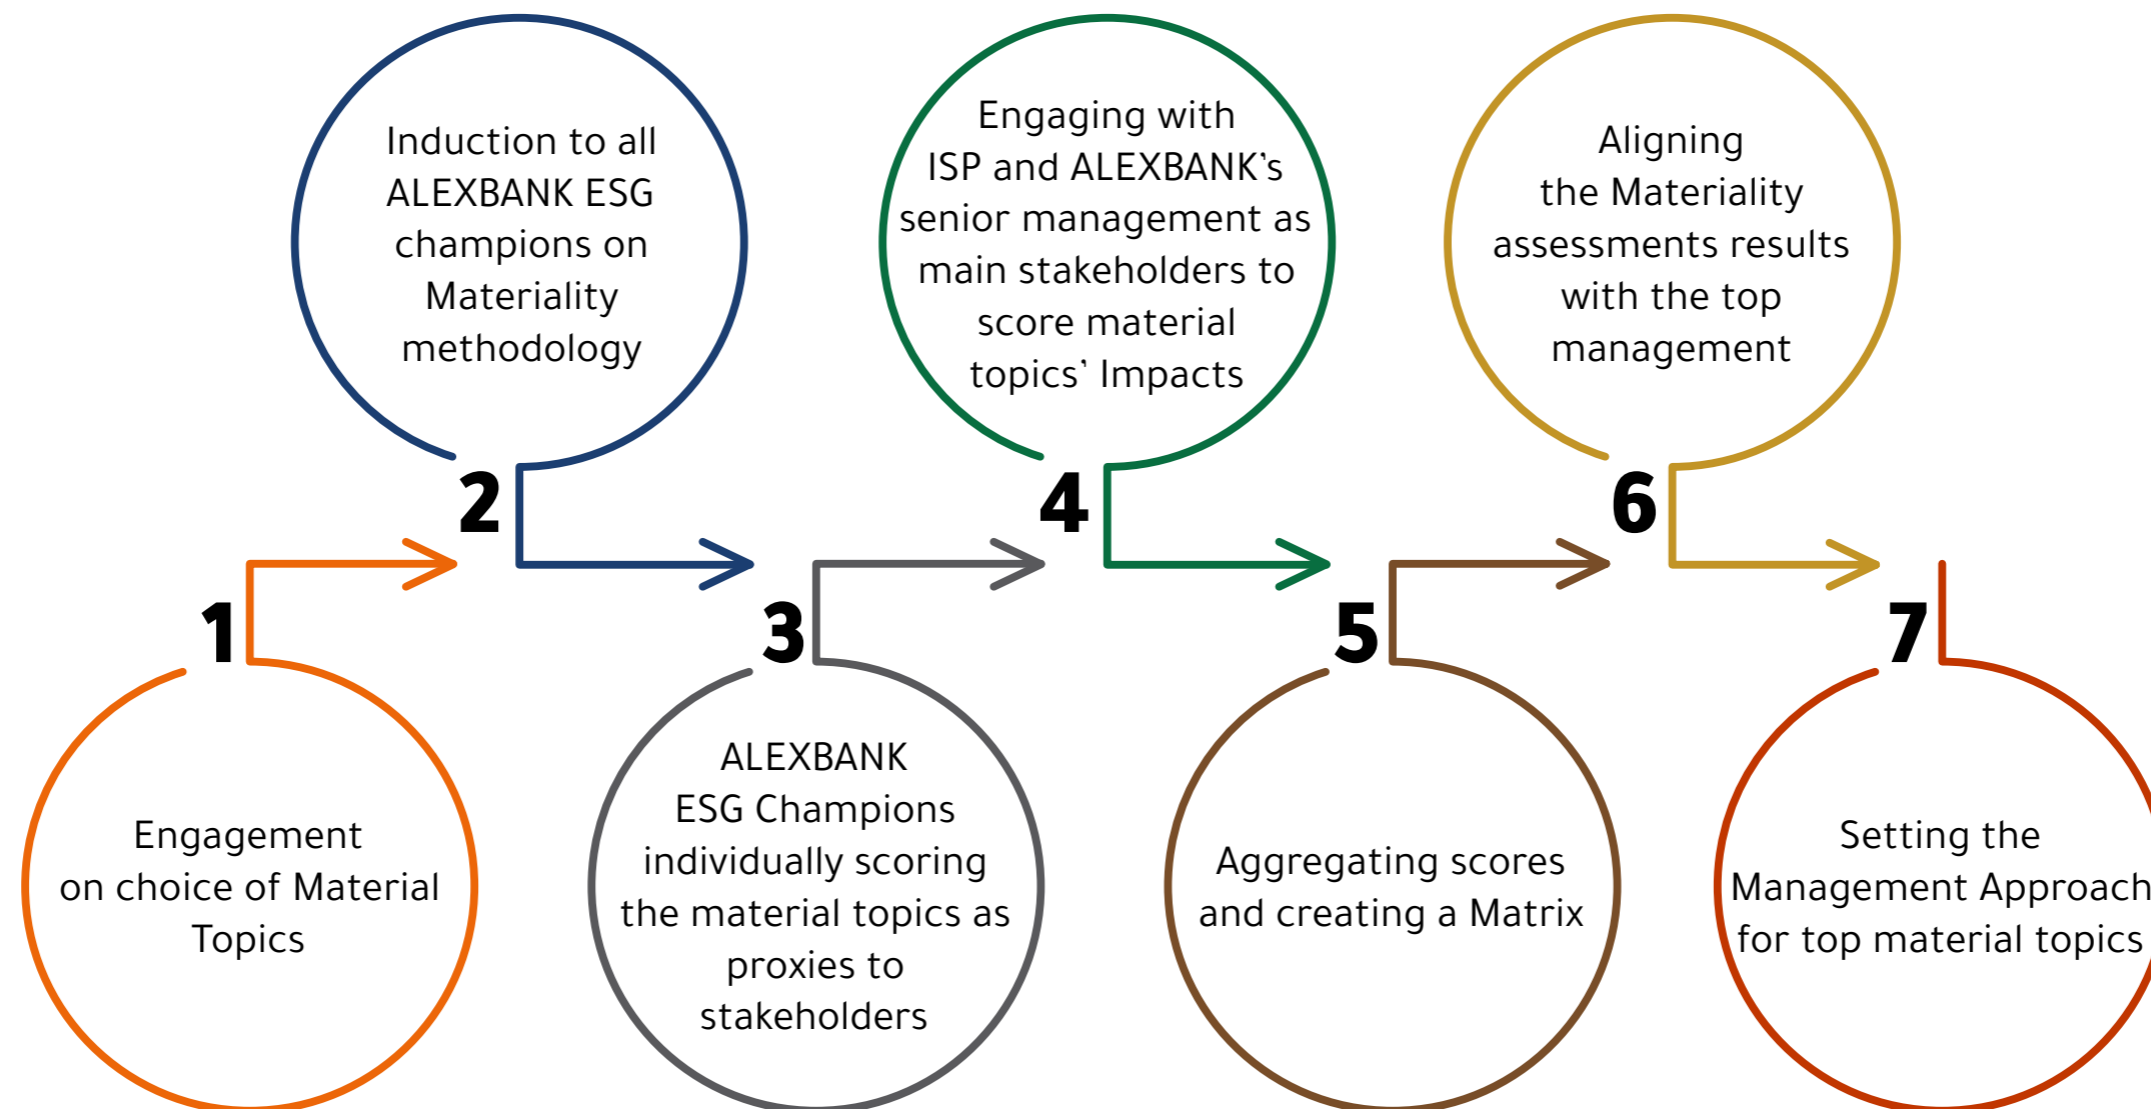 1
Engagement
on choice of Material
Topics
2
Induction to all
ALEXBANK ESG
champions on
Materiality
methodology
3
ALEXBANK
ESG Champions
individually scoring
the material topics as
proxies to
stakeholders
4
Engaging with
ISP and ALEXBANK's
senior management as
main stakeholders to
score material
topics' Impacts
5
Aggregating scores
and creating a Matrix
6
Aligning
the Materiality
assessments results
with the top
management
7
Setting the
Management Approach
for top material topics